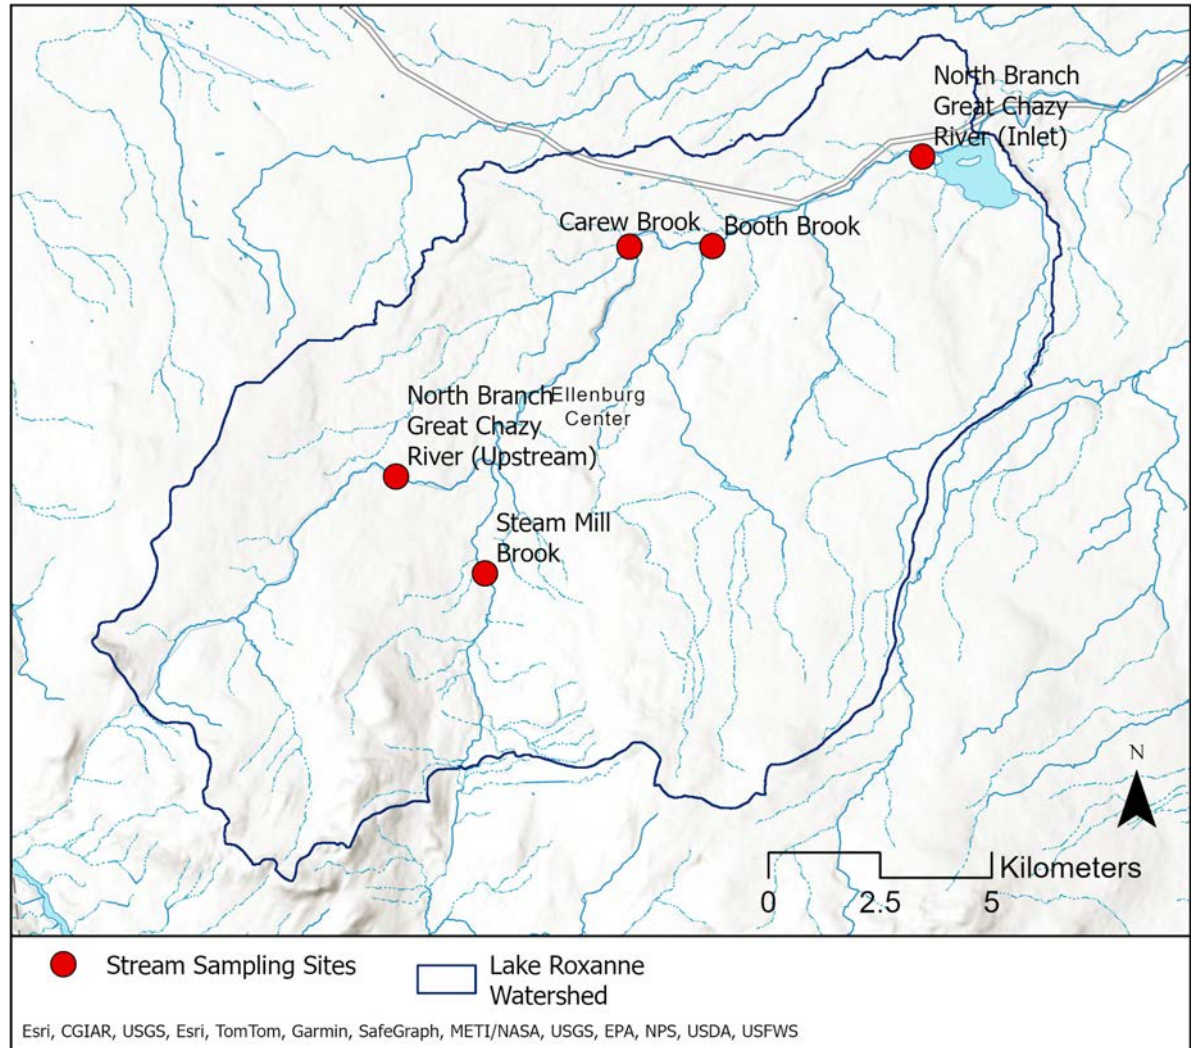 North Branch
Great Chazy
River (Inlet)
Carew Brook
Booth Brook
North Branch
Great Chazy
River (Upstream)
Ellenburg
Center
Steam Mill
Brook
N
Kilometers
0 2.5 5
Stream Sampling Sites
Lake Roxanne
Watershed
Esri, CGIAR, USGS, Esri, TomTom, Garmin, SafeGraph, METI/NASA, USGS, EPA, NPS, USDA, USFWS